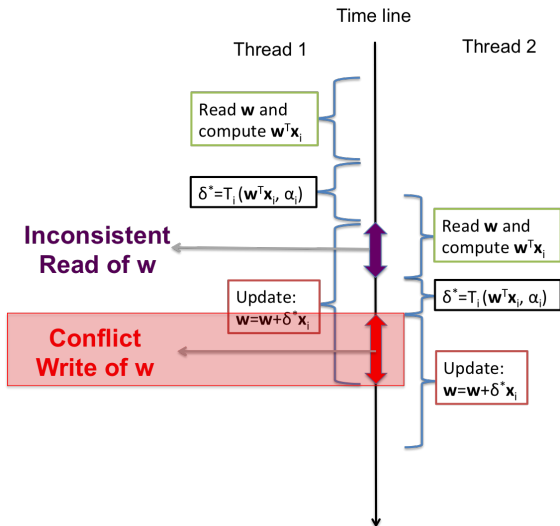 Time line
Thread 1
Thread 2
Read w and
compute wᵀxᵢ
δ*=Tᵢ(wᵀxᵢ, αᵢ)
Read w and
compute wᵀxᵢ
Inconsistent
Read of w
δ*=Tᵢ(wᵀxᵢ, αᵢ)
Update:
w=w+δ*xᵢ
Conflict
Write of w
Update:
w=w+δ*xᵢ